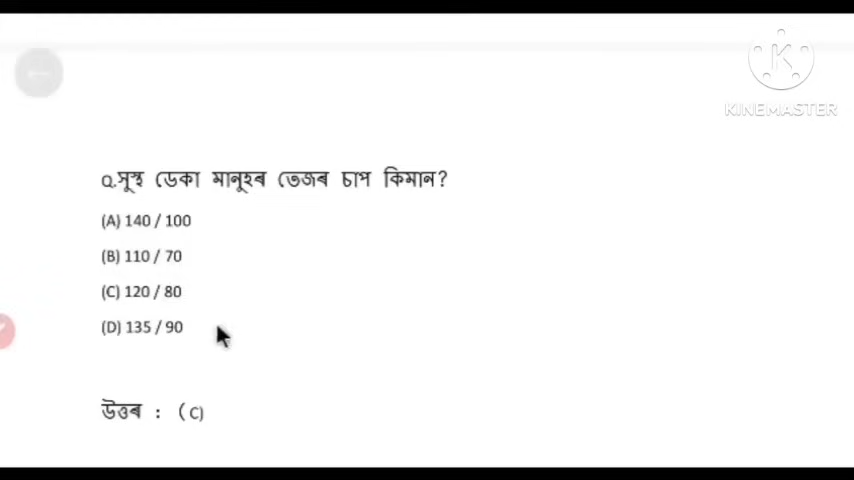 KINEMASTER
Q.সুস্থ ডেকা মানুহৰ তেজৰ চাপ কিমান?
(A) 140 / 100
(B) 110 / 70
(C) 120 / 80
(D) 135 / 90
উত্তৰ : (C)